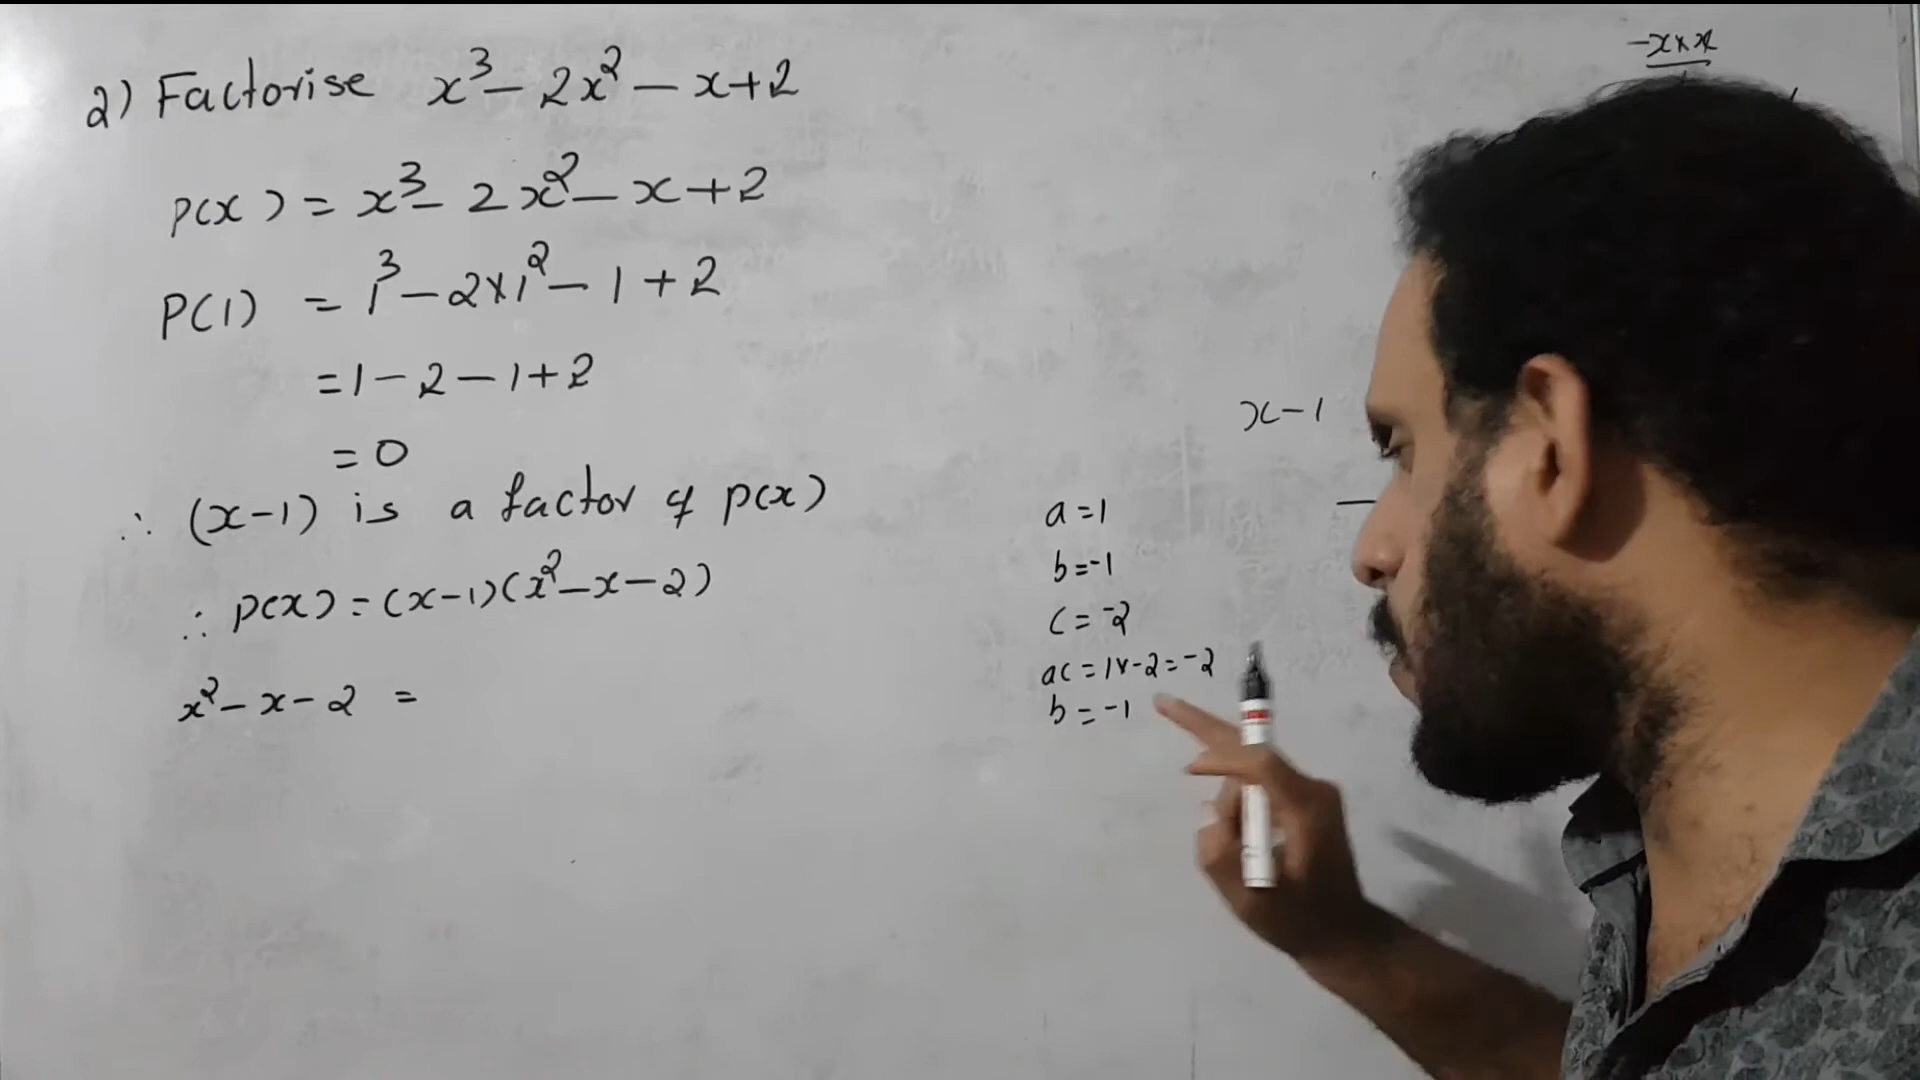 2) Factorise x³ - 2x² - x + 2
p(x) = x³ - 2x² - x + 2
P(1) = 1³ - 2×1² - 1 + 2
= 1 - 2 - 1 + 2
= 0
∴ (x-1) is a factor of p(x)
∴ p(x) = (x-1)(x² - x - 2)
x² - x - 2 =
x - 1
a = 1
b = -1
c = -2
ac = 1×-2 = -2
b = -1